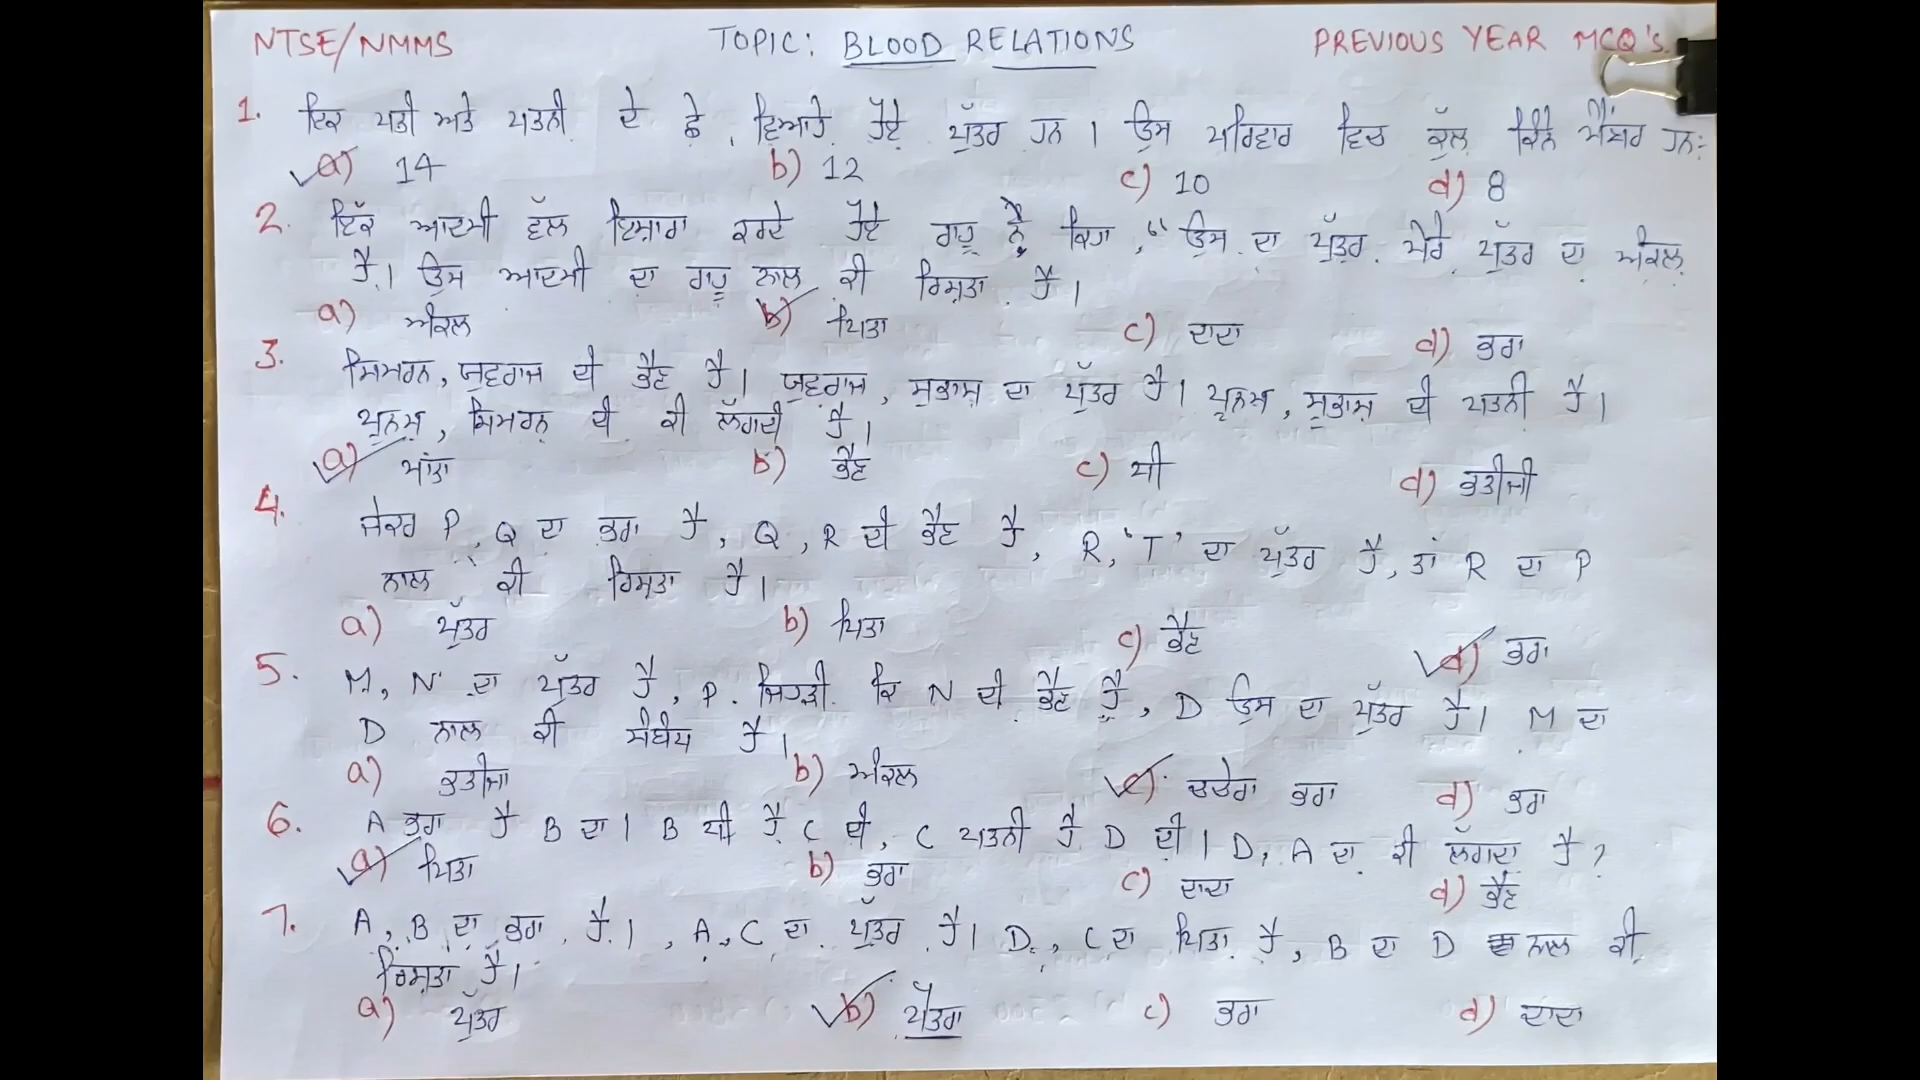 NTSE/NMMS TOPIC: BLOOD RELATIONS PREVIOUS YEAR MCQ's.
1. ਇਕ ਪਤੀ ਅਤੇ ਪਤਨੀ ਦੇ ਛੇ, ਵਿਆਹੇ ਹੋਏ ਪੁੱਤਰ ਹਨ। ਉਸ ਪਰਿਵਾਰ ਵਿਚ ਕੁੱਲ ਕਿੰਨੇ ਮੈਂਬਰ ਹਨ:
a) 14 b) 12 c) 10 d) 8
2. ਇੱਕ ਆਦਮੀ ਵੱਲ ਇਸ਼ਾਰਾ ਕਰਦੇ ਹੋਏ ਰਾਹੂ ਨੂੰ ਕਿਹਾ, " ਉਸ ਦਾ ਪੁੱਤਰ ਮੇਰੇ ਪੁੱਤਰ ਦਾ ਅੰਕਲ
ਹੈ। ਉਸ ਆਦਮੀ ਦਾ ਰਾਹੂ ਨਾਲ ਕੀ ਰਿਸ਼ਤਾ ਹੈ।
a) ਅੰਕਲ b) ਪਿਤਾ c) ਦਾਦਾ d) ਭਰਾ
3. ਸਿਮਰਨ, ਯੁਵਰਾਜ ਦੀ ਭੈਣ ਹੈ। ਯੁਵਰਾਜ, ਸੁਭਾਸ਼ ਦਾ ਪੁੱਤਰ ਹੈ। ਪੂਨਮ, ਸੁਭਾਸ਼ ਦੀ ਪਤਨੀ ਹੈ।
ਪੂਨਮ, ਸਿਮਰਨ ਦੀ ਕੀ ਲੱਗਦੀ ਹੈ।
a) ਮਾਂਤਾ b) ਭੈਣ c) ਧੀ d) ਭਤੀਜੀ
4. ਜੇਕਰ P, Q ਦਾ ਭਰਾ ਹੈ, Q, R ਦੀ ਭੈਣ ਹੈ, R, 'T' ਦਾ ਪੁੱਤਰ ਹੈ, ਤਾਂ R ਦਾ P
ਨਾਲ ਕੀ ਰਿਸ਼ਤਾ ਹੈ।
a) ਪੁੱਤਰ b) ਪਿਤਾ c) ਭੈਣ d) ਭਰਾ
5. M, N ਦਾ ਪੁੱਤਰ ਹੈ, P. ਜਿਹੜੀ ਕਿ N ਦੀ ਭੈਣ ਹੈ, D ਉਸ ਦਾ ਪੁੱਤਰ ਹੈ। M ਦਾ
D ਨਾਲ ਕੀ ਸੰਬੰਧ ਹੈ।
a) ਭਤੀਜਾ b) ਅੰਕਲ c) ਚਚੇਰਾ ਭਰਾ d) ਭਰਾ
6. A ਭਰਾ ਹੈ B ਦਾ। B ਧੀ ਹੈ C ਦੀ, C ਪਤਨੀ ਹੈ D ਦੀ। D, A ਦਾ ਕੀ ਲੱਗਦਾ ਹੈ?
a) ਪਿਤਾ b) ਭਰਾ c) ਦਾਦਾ d) ਭੈਣ
7. A, B ਦਾ ਭਰਾ ਹੈ।, A, C ਦਾ ਪੁੱਤਰ ਹੈ। D, C ਦਾ ਪਿਤਾ ਹੈ, B ਦਾ D ਨਾਲ ਕੀ
ਰਿਸ਼ਤਾ ਹੈ।
a) ਪੁੱਤਰ b) ਪੋਤਰਾ c) ਭਰਾ d) ਦਾਦਾ